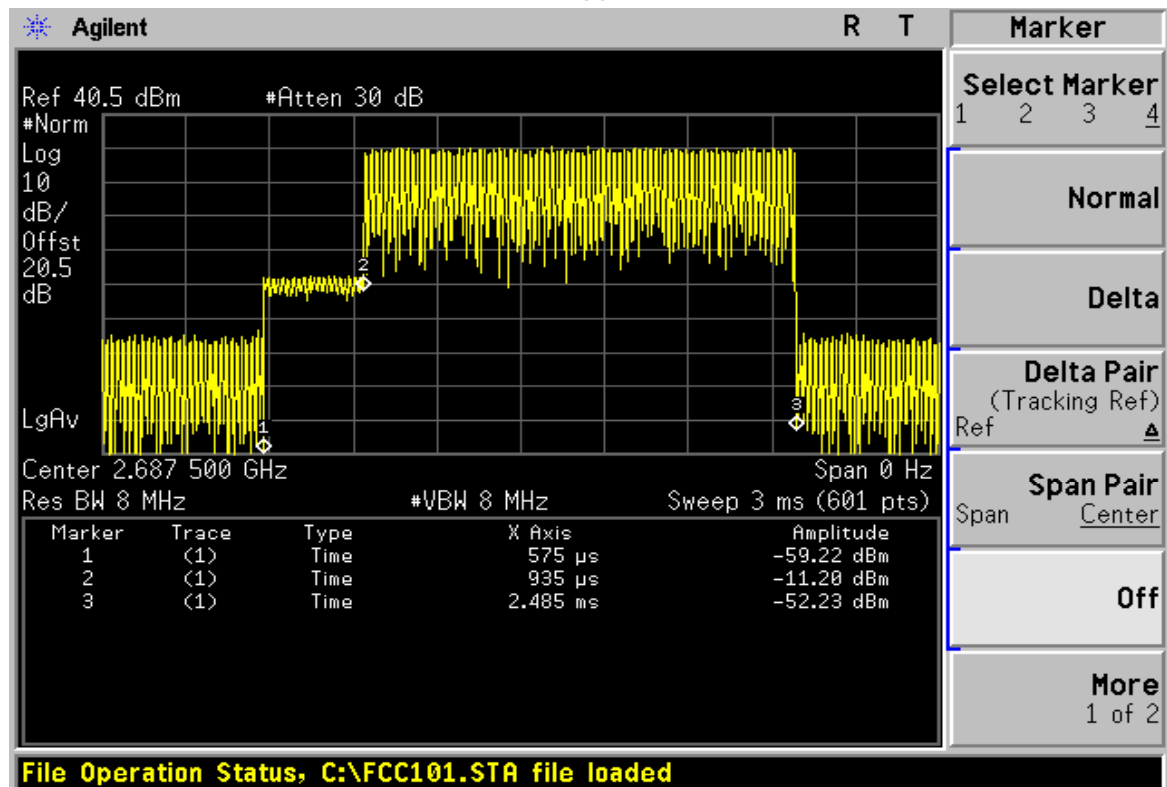 Agilent R T
Ref 40.5 dBm #Atten 30 dB
#Norm
Log
10
dB/
Offst
20.5
dB
LgAv
1
2
3
Center 2.687 500 GHz Span 0 Hz
Res BW 8 MHz #VBW 8 MHz Sweep 3 ms (601 pts)
Marker Trace Type X Axis Amplitude
1 (1) Time 575 µs -59.22 dBm
2 (1) Time 935 µs -11.20 dBm
3 (1) Time 2.485 ms -52.23 dBm
File Operation Status, C:\FCC101.STA file loaded
Marker
Select Marker
1 2 3 4
Normal
Delta
Delta Pair
(Tracking Ref)
Ref Δ
Span Pair
Span Center
Off
More
1 of 2